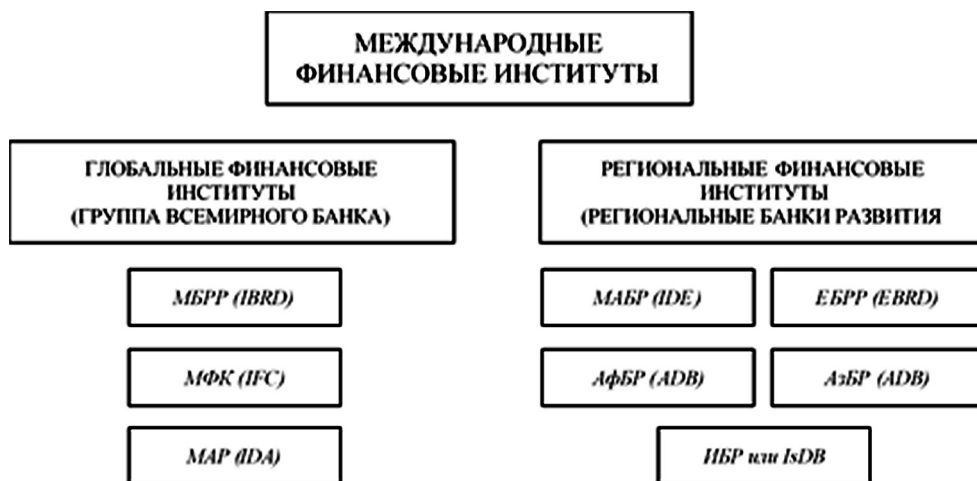 МЕЖДУНАРОДНЫЕ
ФИНАНСОВЫЕ ИНСТИТУТЫ
ГЛОБАЛЬНЫЕ ФИНАНСОВЫЕ
ИНСТИТУТЫ
(ГРУППА ВСЕМИРНОГО БАНКА)
РЕГИОНАЛЬНЫЕ ФИНАНСОВЫЕ
ИНСТИТУТЫ
(РЕГИОНАЛЬНЫЕ БАНКИ РАЗВИТИЯ
МБРР (IBRD)
МАБР (IDE)
ЕБРР (EBRD)
МФК (IFC)
АфБР (ADB)
АзБР (ADB)
МАР (IDA)
ИБР или IsDB